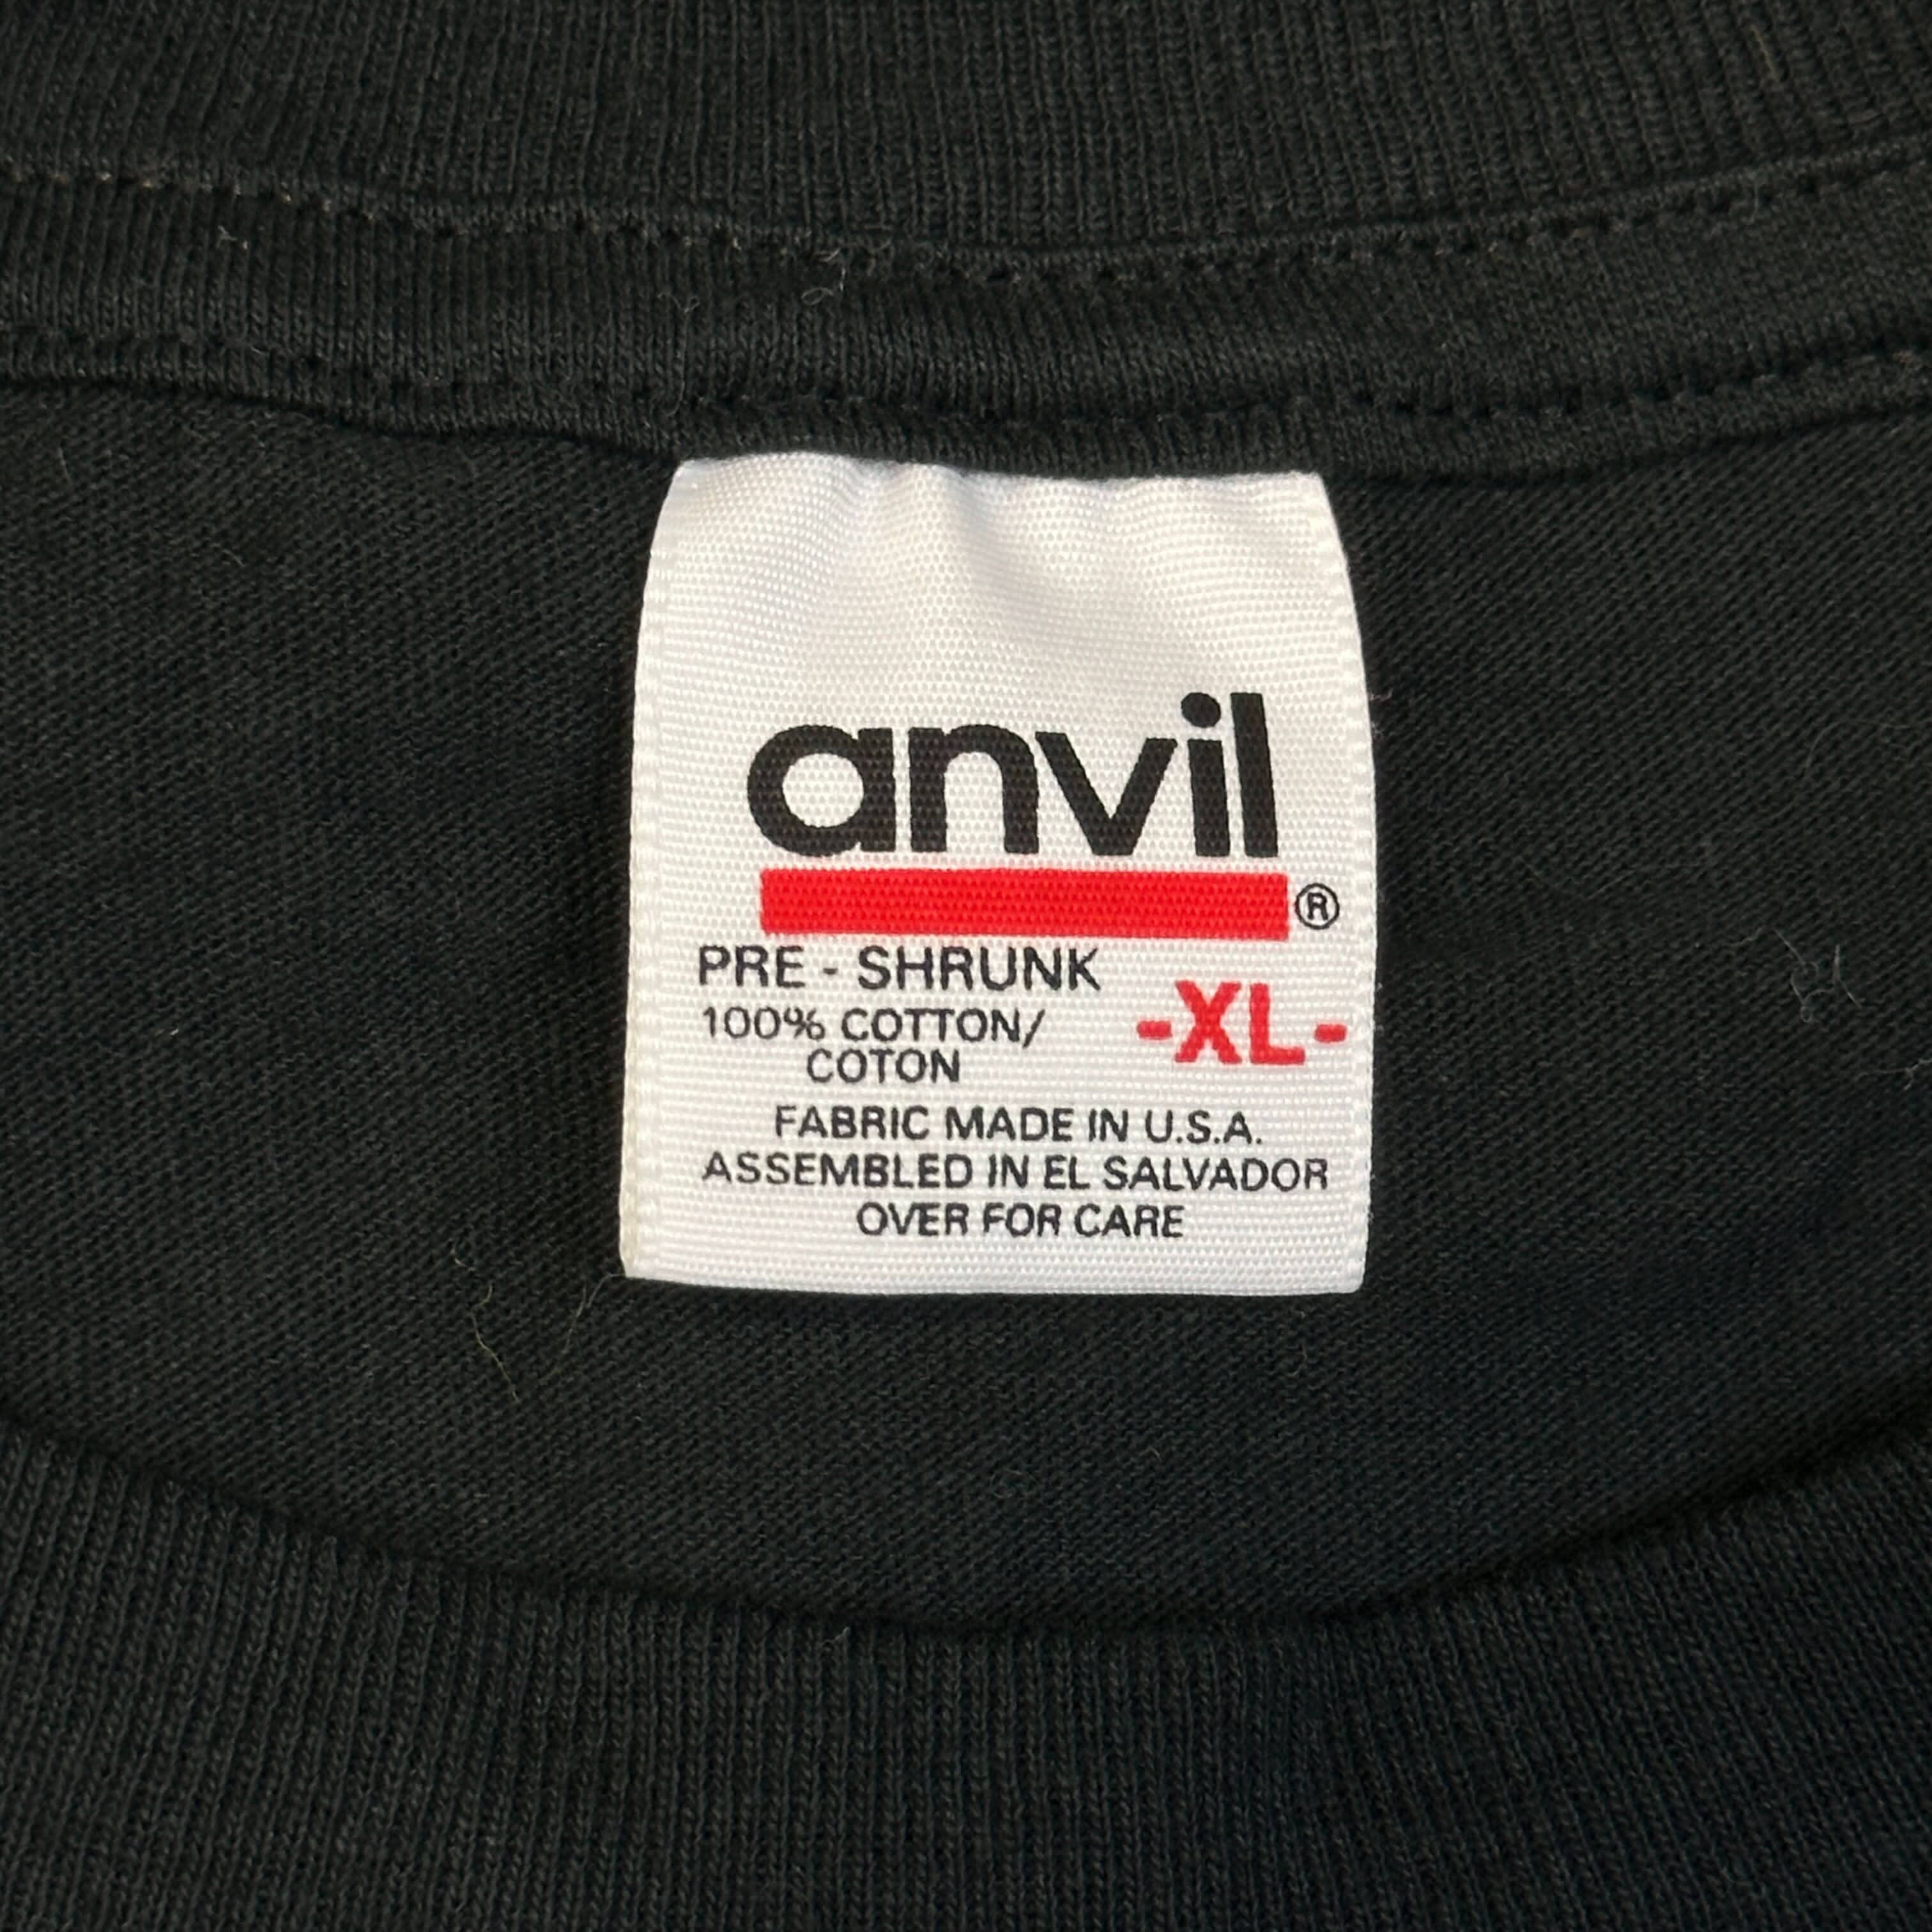 anvil
®
PRE - SHRUNK
100% COTTON/
COTON
-XL-
FABRIC MADE IN U.S.A.
ASSEMBLED IN EL SALVADOR
OVER FOR CARE